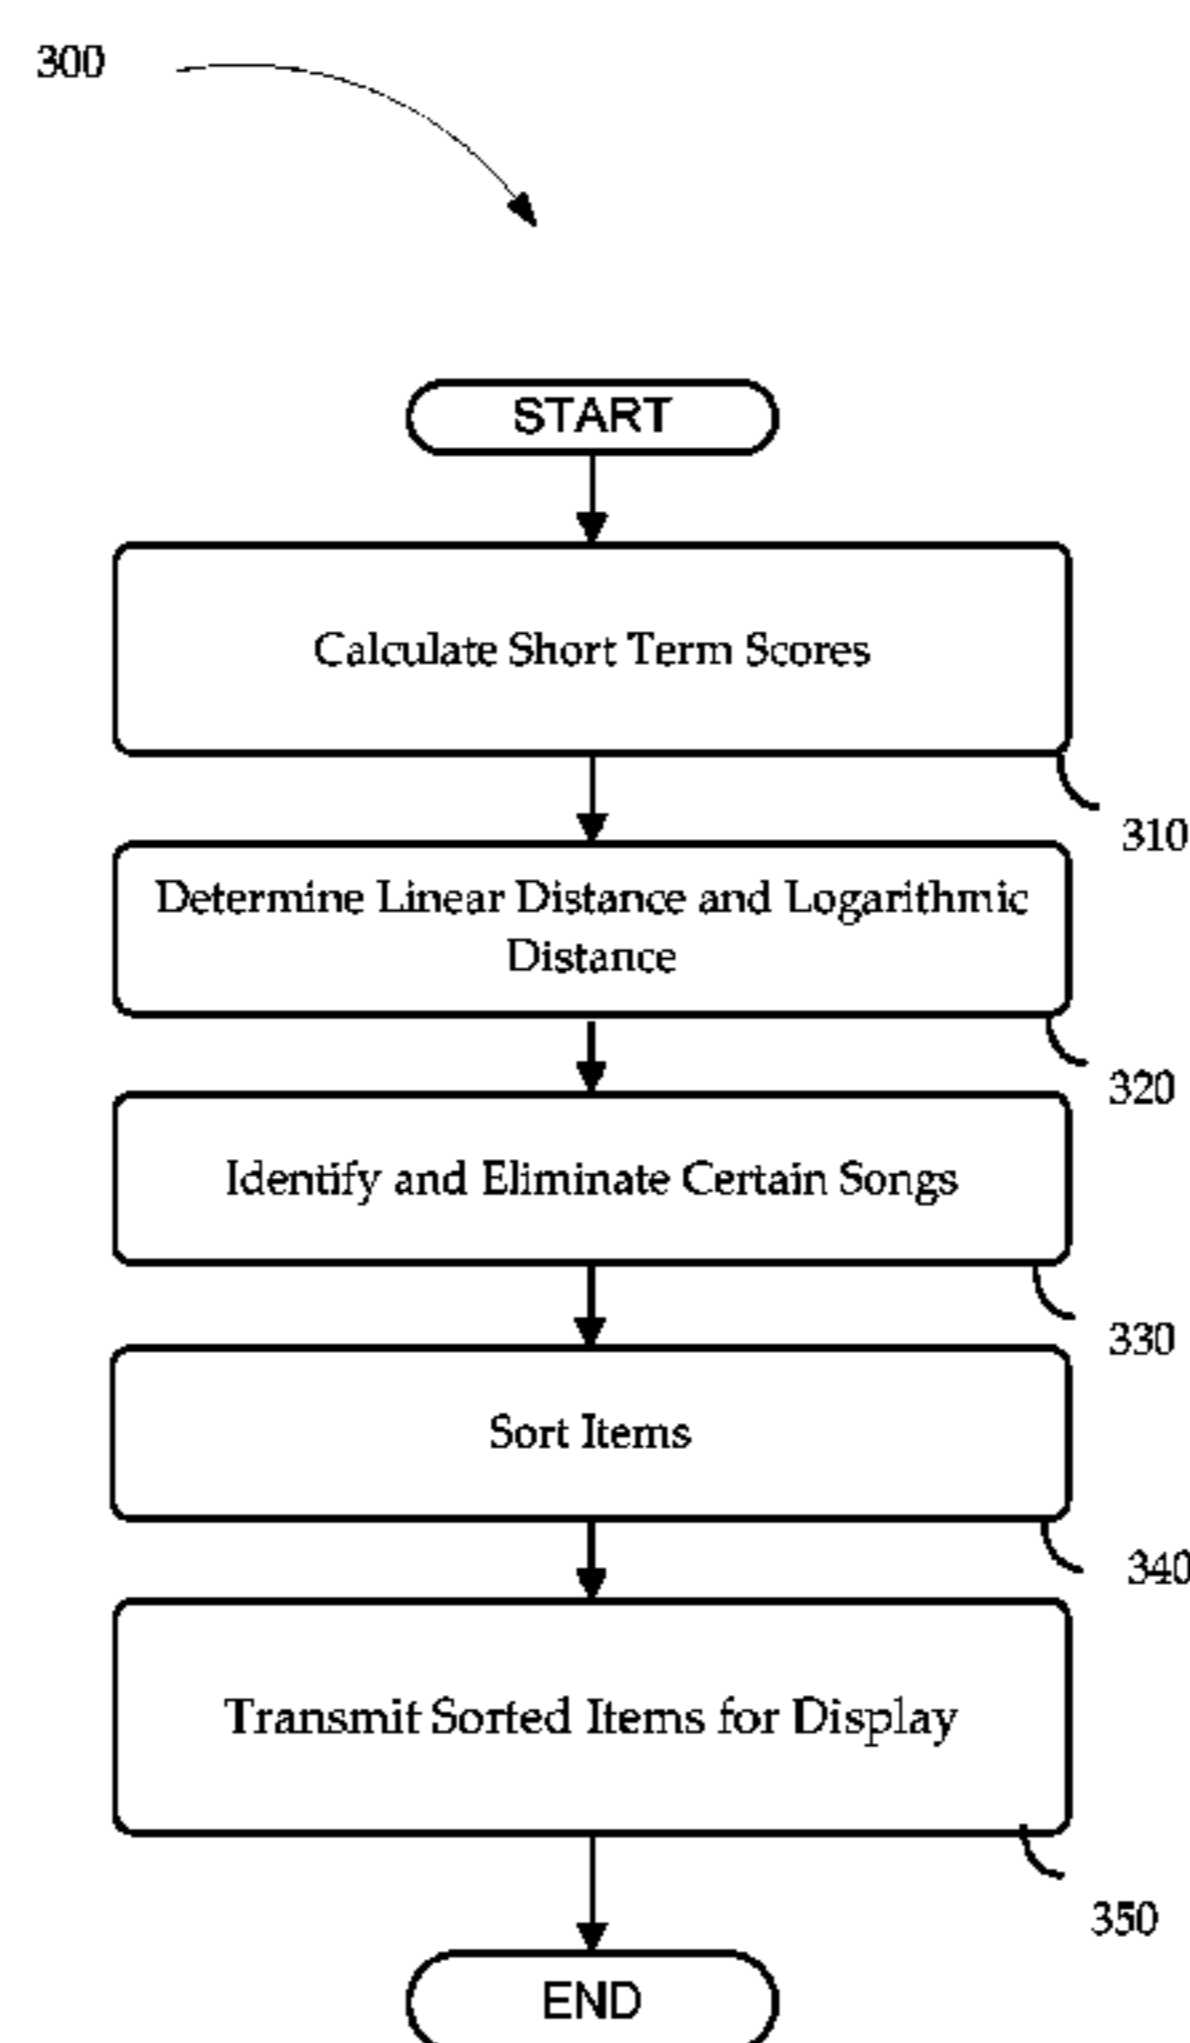 300
START
Calculate Short Term Scores
310
Determine Linear Distance and Logarithmic
Distance
320
Identify and Eliminate Certain Songs
330
Sort Items
340
Transmit Sorted Items for Display
350
END